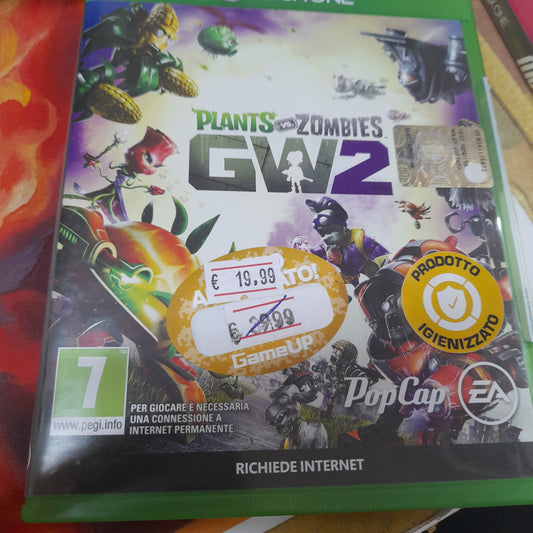 ONE
PLANTS VS. ZOMBIES
GW2
€ 19,99
GameUP
PRODOTTO
IGIENIZZATO
7
www.pegi.info
PER GIOCARE È NECESSARIA
UNA CONNESSIONE A
INTERNET PERMANENTE.
PopCap
EA
RICHIEDE INTERNET